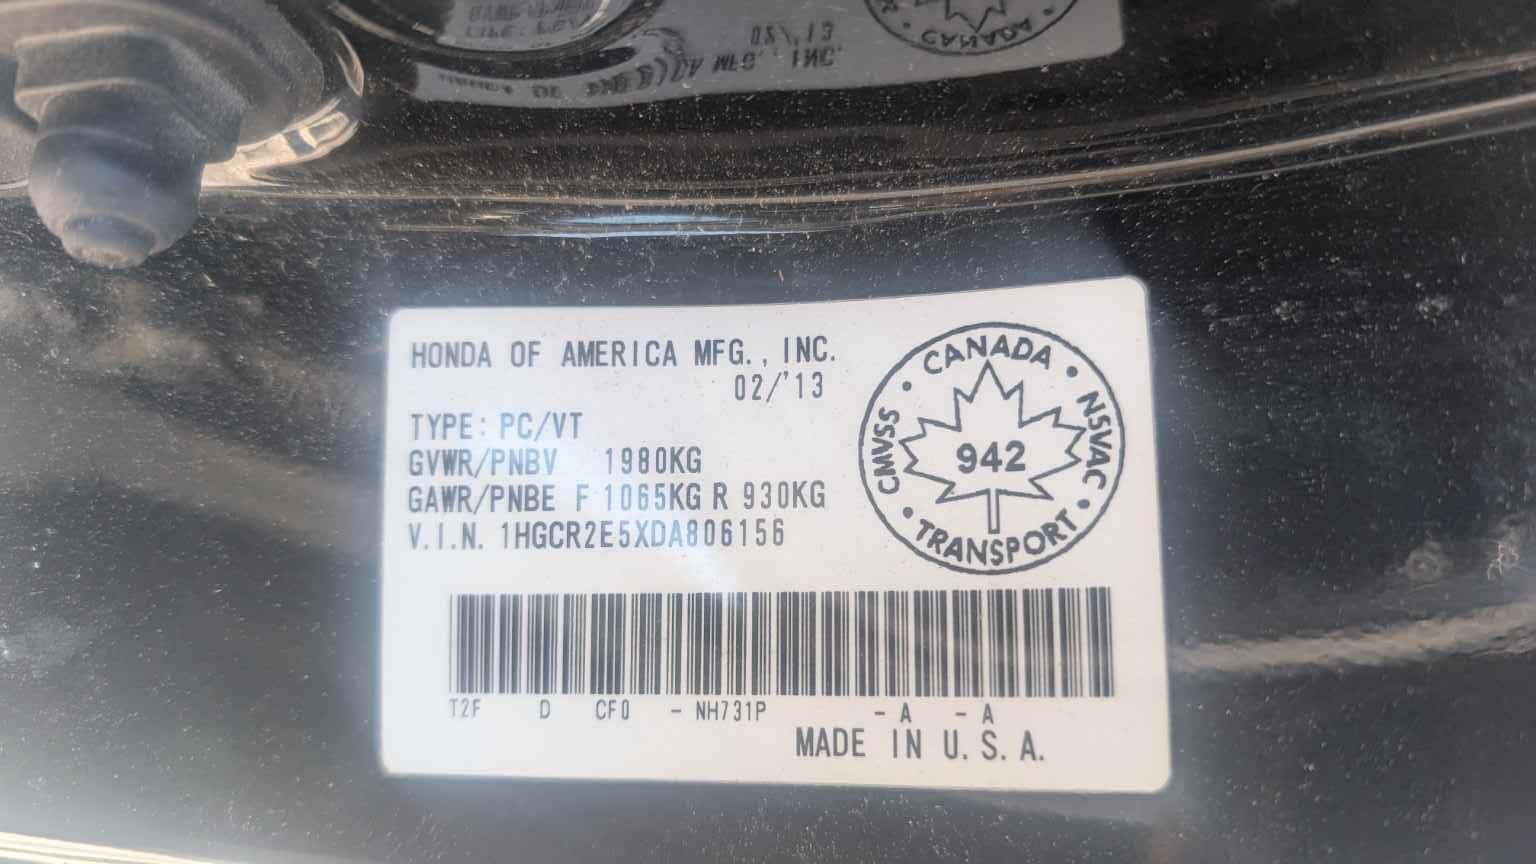 HONDA OF AMERICA MFG., INC.
02/'13
TYPE: PC/VT
GVWR/PNBV 1980KG
GAWR/PNBE F 1065KG R 930KG
V.I.N. 1HGCR2E5XDA806156
CANADA
NSVAC
TRANSPORT
CMVSS
942
T2F D CF0 - NH731P - A - A
MADE IN U.S.A.